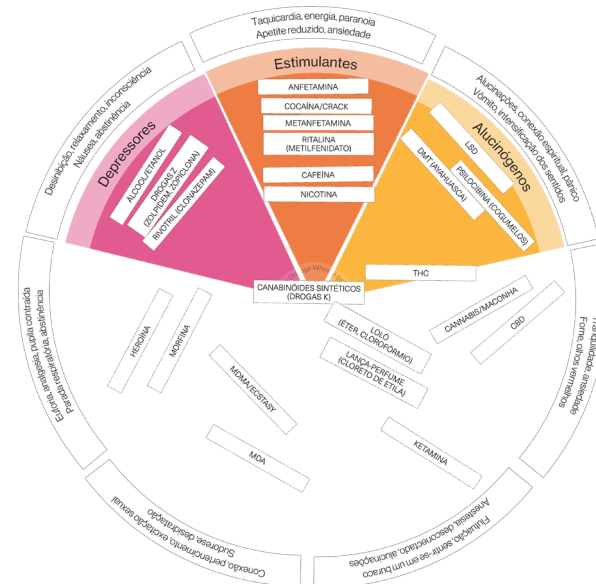 Taquicardia, energia, paranoia
Apetite reduzido, ansiedade
Estimulantes
ANFETAMINA
COCAÍNA/CRACK
METANFETAMINA
RITALINA
(METILFENIDATO)
CAFEÍNA
NICOTINA
Desinibição, relaxamento, inconsciência
Náusea, abstinência
Depressores
ALCOOL/ETANOL
DROGAS Z
(ZOLPIDEM, ZOPICLONA)
RIVOTRIL (CLONAZEPAM)
Alucinações, conexão espiritual, pânico
Vômito, intensificação dos sentidos
Alucinógenos
LSD
PSILOCIBINA (COGUMELOS)
DMT (AYAHUASCA)
THC
CANABINÓIDES SINTÉTICOS
(DROGAS K)
CANNABIS/MACONHA
CBD
Tranquilidade, ansiedade
Fome, olhos vermelhos
LOLÓ
(ÉTER, CLOROFÓRMIO)
LANÇA-PERFUME
(CLORETO DE ETILA)
KETAMINA
Flutuação, sentir-se em um buraco
Anestesia, desconectado, alucinações
MDMA/ECSTASY
MDA
Conexão, pertencimento, excitação sexual
Sudorese, desidratação
HEROÍNA
MORFINA
Euforia, analgesia, pupila contraída
Parada respiratória, abstinência